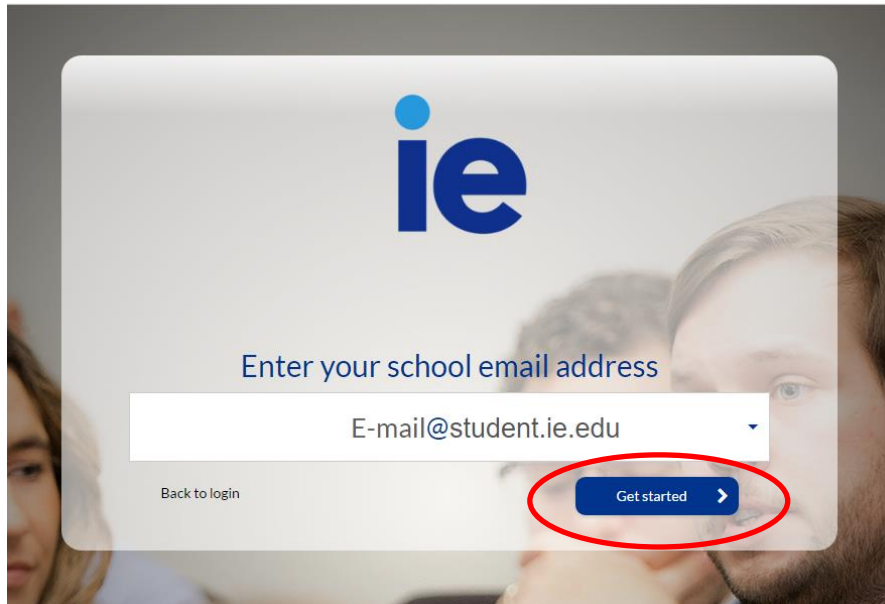 ie
Enter your school email address
E-mail@student.ie.edu
Back to login
Get started